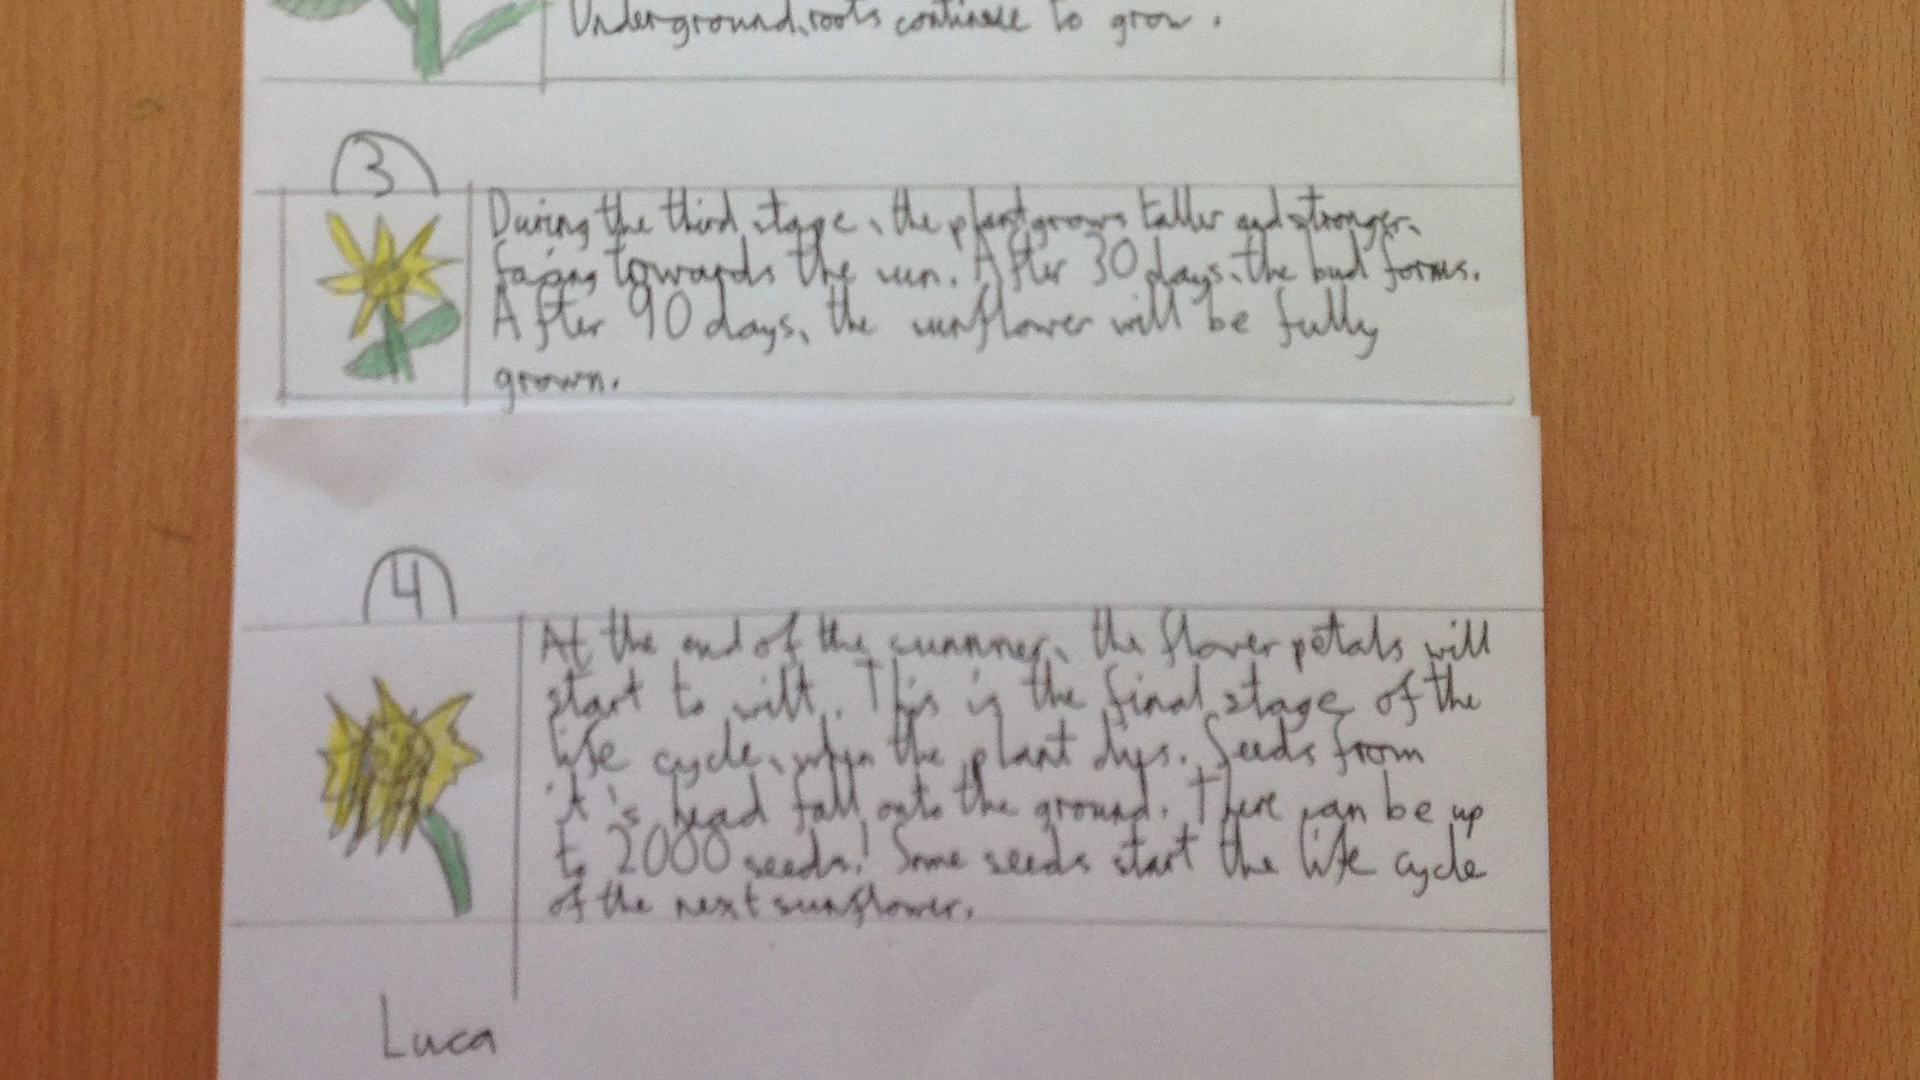 Underground, roots continue to grow.
3
During the third stage, the plant grows taller and stronger,
facing towards the sun. After 30 days, the bud forms.
After 90 days, the sunflower will be fully
grown.
4
At the end of the summer, the flower petals will
start to wilt. This is the final stage of the
life cycle, when the plant dies. Seeds from
it's head fall onto the ground. There can be up
to 2000 seeds! Some seeds start the life cycle
of the next sunflower.
Luca